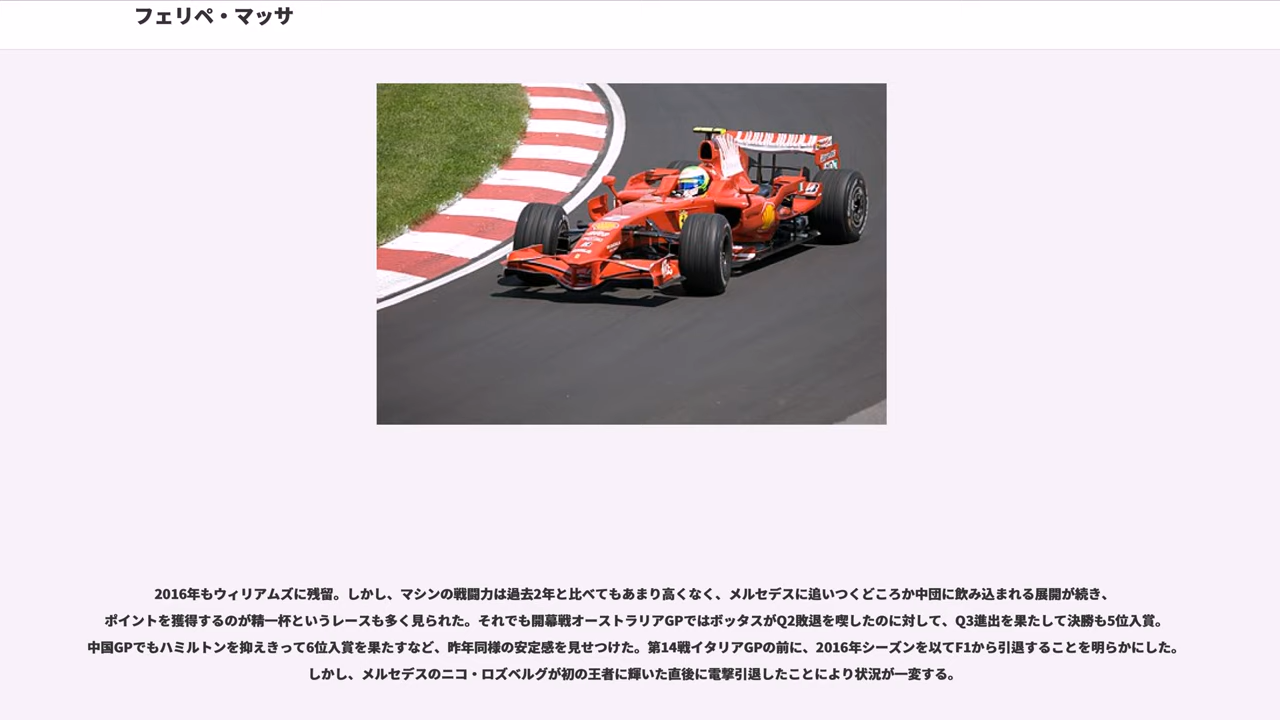 フェリペ・マッサ
2016年もウィリアムズに残留。しかし、マシンの戦闘力は過去2年と比べてもあまり高くなく、メルセデスに追いつくどころか中団に飲み込まれる展開が続き、
ポイントを獲得するのが精一杯というレースも多く見られた。それでも開幕戦オーストラリアGPではボッタスがQ2敗退を喫したのに対して、Q3進出を果たして決勝も5位入賞。
中国GPでもハミルトンを抑えきって6位入賞を果たすなど、昨年同様の安定感を見せつけた。第14戦イタリアGPの前に、2016年シーズンを以てF1から引退することを明らかにした。
しかし、メルセデスのニコ・ロズベルグが初の王者に輝いた直後に電撃引退したことにより状況が一変する。